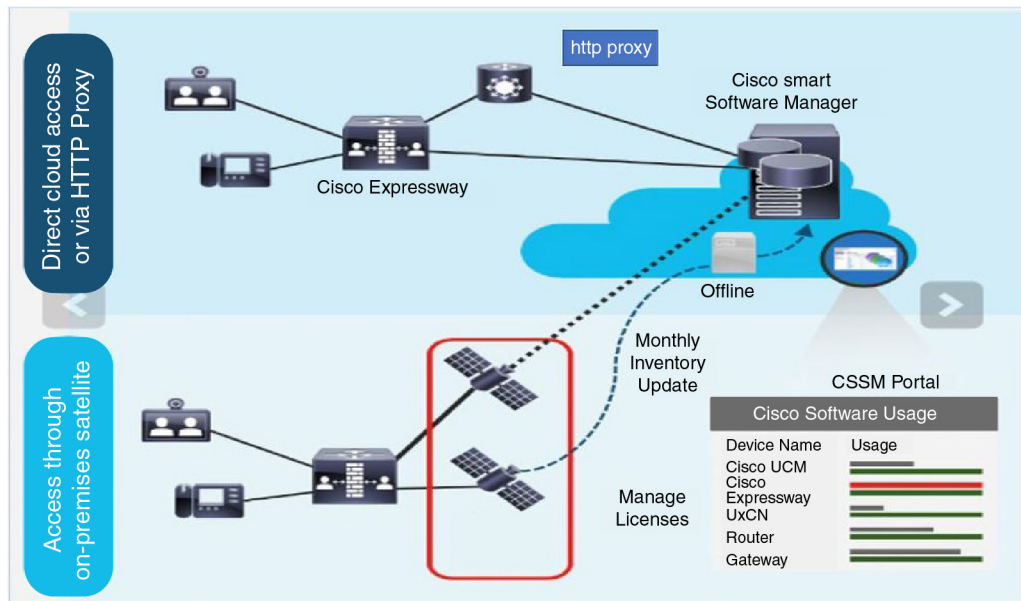 Direct cloud access
or via HTTP Proxy
http proxy
Cisco smart
Software Manager
Cisco Expressway
Offline
Access through
on-premises satellite
Monthly
Inventory
Update
Manage
Licenses
CSSM Portal
Cisco Software Usage
Device Name Usage
Cisco UCM
Cisco
Expressway
UxCN
Router
Gateway